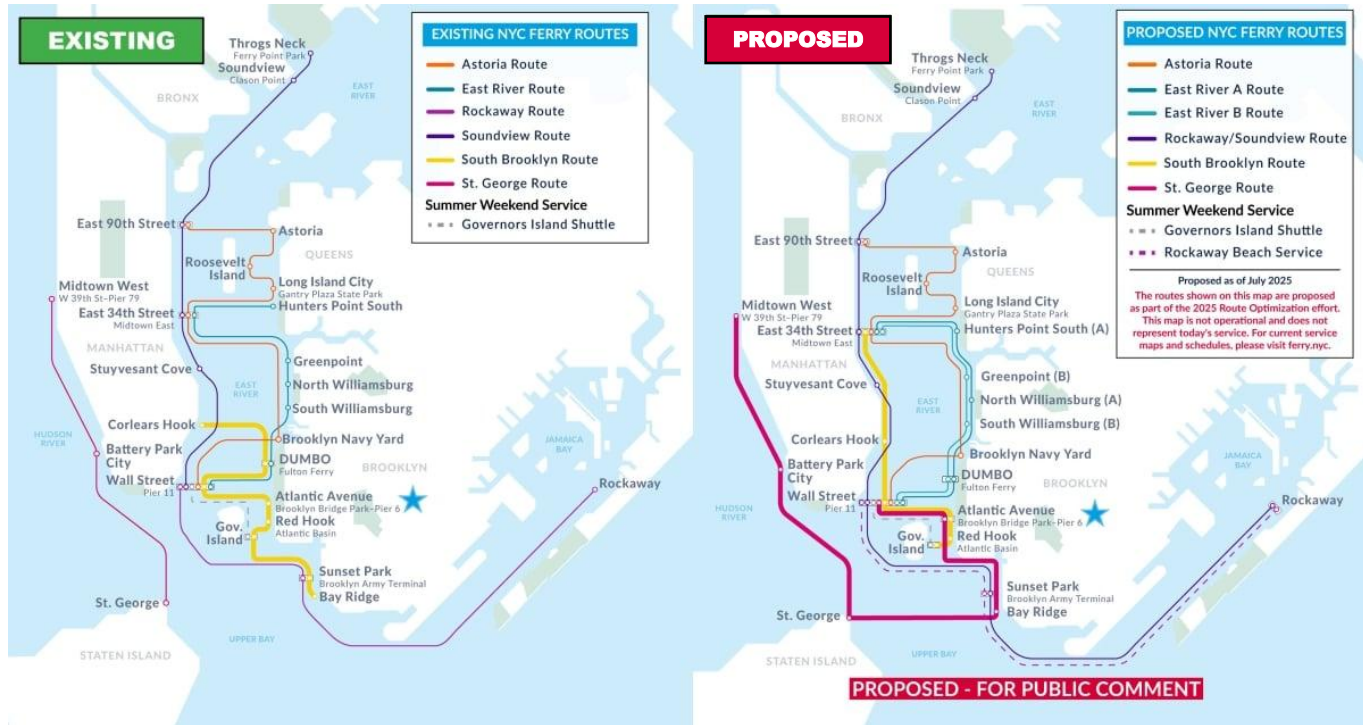 EXISTING
EXISTING NYC FERRY ROUTES
Astoria Route
East River Route
Rockaway Route
Soundview Route
South Brooklyn Route
St. George Route
Summer Weekend Service
Governors Island Shuttle
Throgs Neck
Ferry Point Park
Soundview
Clason Point
BRONX
EAST
RIVER
East 90th Street
Astoria
QUEENS
Roosevelt
Island
Long Island City
Gantry Plaza State Park
Hunters Point South
Midtown West
W 39th St-Pier 79
East 34th Street
Midtown East
MANHATTAN
Stuyvesant Cove
Greenpoint
EAST
RIVER
North Williamsburg
South Williamsburg
Corlears Hook
HUDSON
RIVER
Brooklyn Navy Yard
Battery Park
City
DUMBO
Fulton Ferry
BROOKLYN
JAMAICA
BAY
Wall Street
Pier 11
Rockaway
Atlantic Avenue
Brooklyn Bridge Park-Pier 6
Gov.
Island
Red Hook
Atlantic Basin
Sunset Park
Brooklyn Army Terminal
Bay Ridge
St. George
UPPER BAY
STATEN ISLAND
PROPOSED
PROPOSED NYC FERRY ROUTES
Astoria Route
East River A Route
East River B Route
Rockaway/Soundview Route
South Brooklyn Route
St. George Route
Summer Weekend Service
Governors Island Shuttle
Rockaway Beach Service
Proposed as of July 2025
The routes shown on this map are proposed
as part of the 2025 Route Optimization effort.
This map is not operational and does not
represent today's service. For current service
maps and schedules, please visit ferry.nyc.
Throgs Neck
Ferry Point Park
Soundview
Clason Point
BRONX
EAST
RIVER
East 90th Street
Astoria
QUEENS
Roosevelt
Island
Long Island City
Gantry Plaza State Park
Midtown West
W 39th St-Pier 79
East 34th Street
Midtown East
Hunters Point South (A)
MANHATTAN
Stuyvesant Cove
Greenpoint (B)
EAST
RIVER
North Williamsburg (A)
South Williamsburg (B)
Corlears Hook
Brooklyn Navy Yard
Battery Park
City
DUMBO
Fulton Ferry
BROOKLYN
JAMAICA
BAY
Wall Street
Pier 11
HUDSON
RIVER
Rockaway
Atlantic Avenue
Brooklyn Bridge Park-Pier 6
Gov.
Island
Red Hook
Atlantic Basin
Sunset Park
Brooklyn Army Terminal
Bay Ridge
St. George
UPPER BAY
STATEN ISLAND
PROPOSED - FOR PUBLIC COMMENT